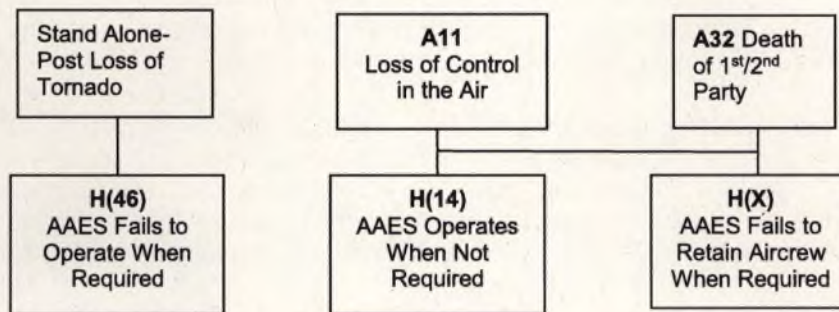 Stand Alone-
Post Loss of
Tornado
A11
Loss of Control
in the Air
A32 Death
of 1st/2nd
Party
H(46)
AAES Fails to
Operate When
Required
H(14)
AAES Operates
When Not
Required
H(X)
AAES Fails to
Retain Aircrew
When Required